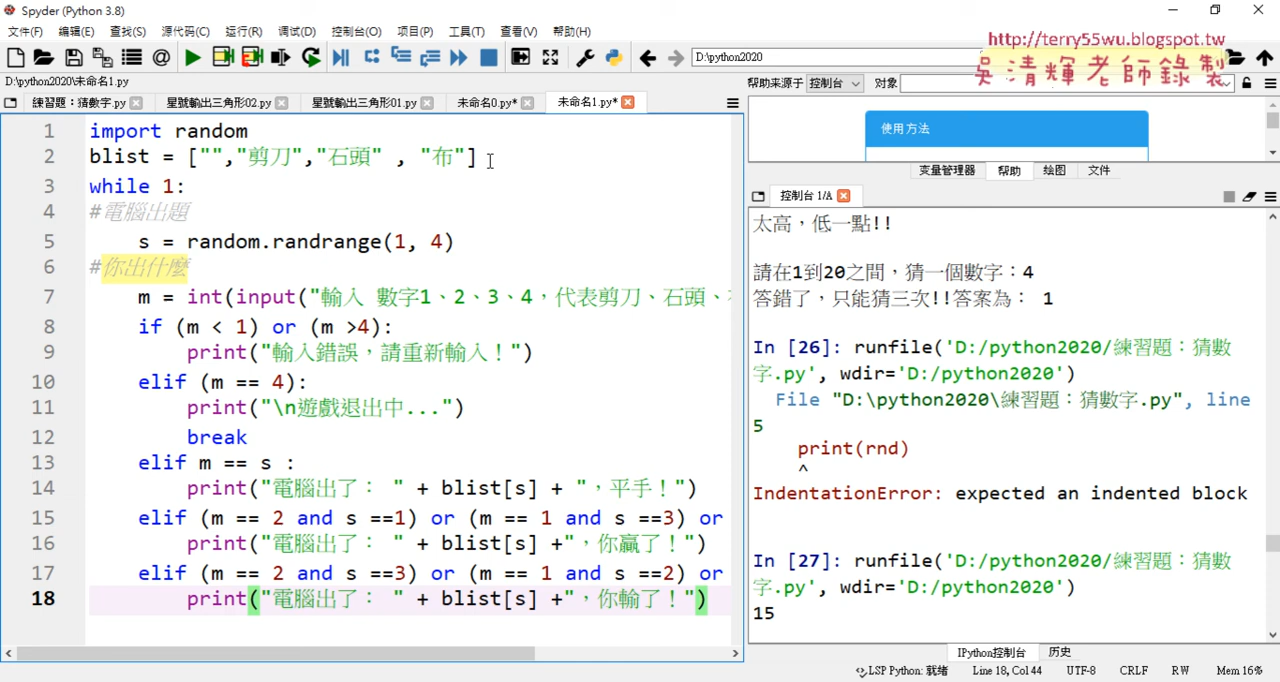 Spyder (Python 3.8)
文件(F) 编辑(E) 查找(S) 源代码(C) 运行(R) 调试(D) 控制台(O) 项目(P) 工具(T) 查看(V) 帮助(H)
D:\python2020
http://terry55wu.blogspot.tw
吳清輝老師錄製
D:\python2020\未命名1.py
帮助来源于 控制台 对象
練習題：猜數字.py 星號輸出三角形02.py 星號輸出三角形01.py 未命名0.py* 未命名1.py*
使用方法
变量管理器 帮助 绘图 文件
控制台 1/A
1 import random
2 blist = ["","剪刀","石頭" , "布"]
3 while 1:
4 #電腦出題
5 s = random.randrange(1, 4)
6 #你出什麼
7 m = int(input("輸入 數字1、2、3、4，代表剪刀、石頭、
8 if (m < 1) or (m >4):
9 print("輸入錯誤，請重新輸入！")
10 elif (m == 4):
11 print("\n遊戲退出中...")
12 break
13 elif m == s :
14 print("電腦出了： " + blist[s] + "，平手！")
15 elif (m == 2 and s ==1) or (m == 1 and s ==3) or
16 print("電腦出了： " + blist[s] +"，你贏了！")
17 elif (m == 2 and s ==3) or (m == 1 and s ==2) or
18 print("電腦出了： " + blist[s] +"，你輸了！")
太高，低一點!!
請在1到20之間，猜一個數字：4
答錯了，只能猜三次!!答案為： 1
In [26]: runfile('D:/python2020/練習題：猜數
字.py', wdir='D:/python2020')
File "D:\python2020\練習題：猜數字.py", line
5
print(rnd)
^
IndentationError: expected an indented block
In [27]: runfile('D:/python2020/練習題：猜數
字.py', wdir='D:/python2020')
15
IPython控制台 历史
LSP Python: 就绪 Line 18, Col 44 UTF-8 CRLF RW Mem 16%